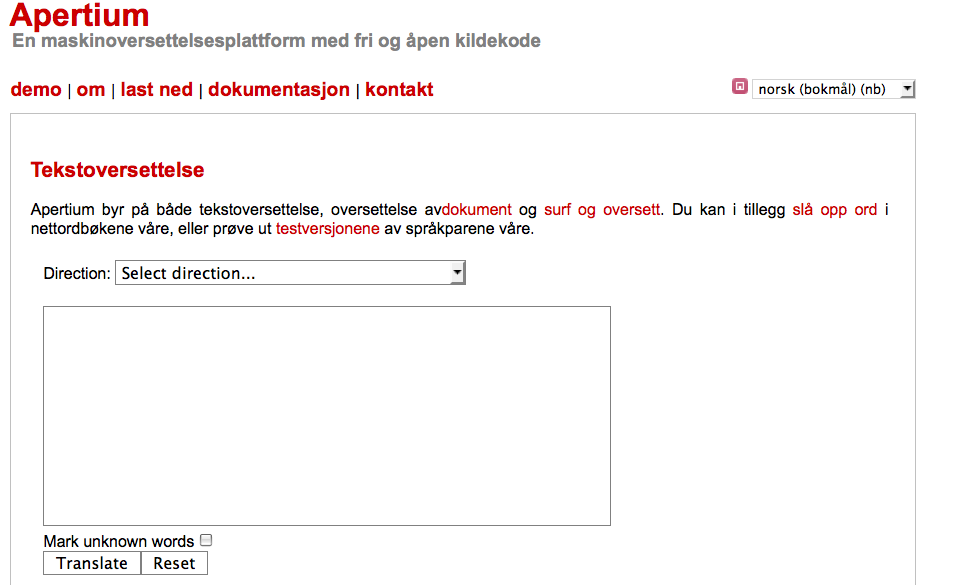 Apertium
En maskinoversettelsesplattform med fri og åpen kildekode
demo | om | last ned | dokumentasjon | kontakt
norsk (bokmål) (nb)
Tekstoversettelse
Apertium byr på både tekstoversettelse, oversettelse avdokument og surf og oversett. Du kan i tillegg slå opp ord i
nettordbøkene våre, eller prøve ut testversjonene av språkparene våre.
Direction: Select direction...
Mark unknown words
Translate Reset